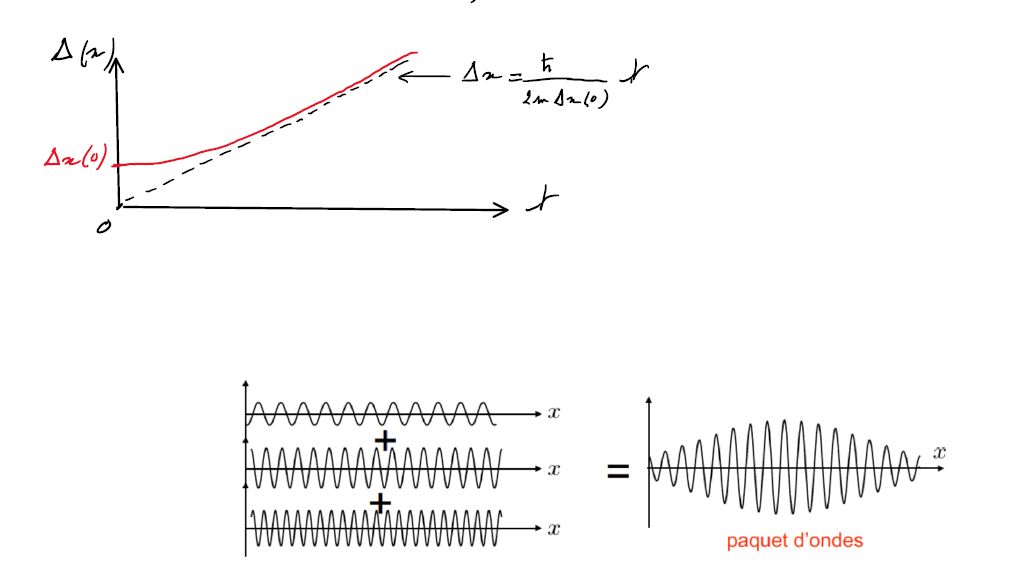 Δ(x)
Δx = ħ / 2m Δx(0) t
Δx(0)
t
0
x
+
x
=
x
+
x
paquet d'ondes